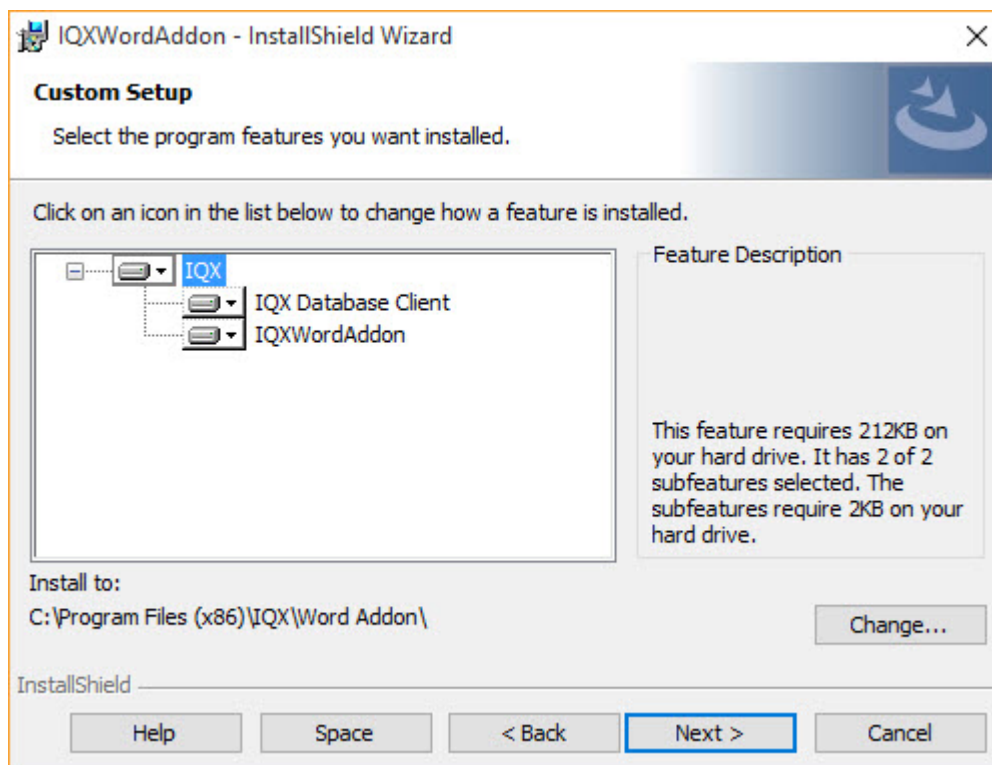 IQXWordAddon - InstallShield Wizard
Custom Setup
Select the program features you want installed.
Click on an icon in the list below to change how a feature is installed.
IQX
IQX Database Client
IQXWordAddon
Feature Description
This feature requires 212KB on
your hard drive. It has 2 of 2
subfeatures selected. The
subfeatures require 2KB on your
hard drive.
Install to:
C:\Program Files (x86)\IQX\Word Addon\
Change...
InstallShield
Help Space < Back Next > Cancel